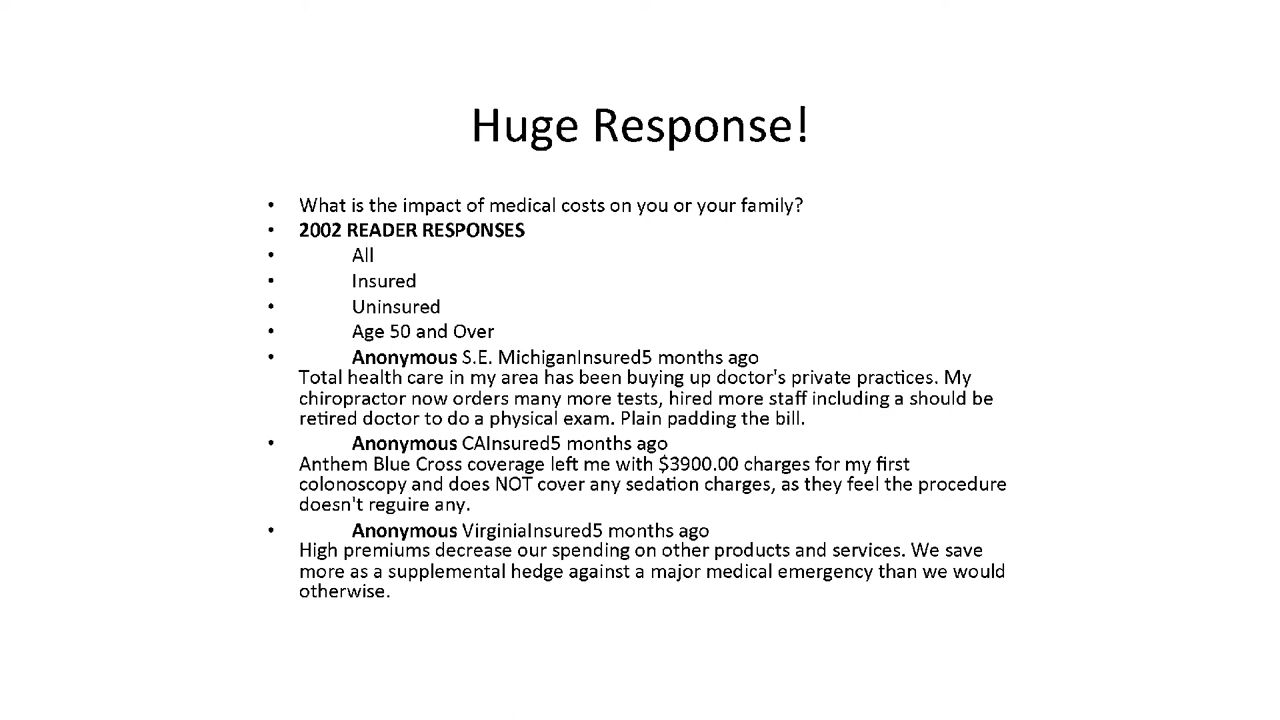 Huge Response!
• What is the impact of medical costs on you or your family?
• 2002 READER RESPONSES
• All
• Insured
• Uninsured
• Age 50 and Over
• Anonymous S.E. MichiganInsured5 months ago
Total health care in my area has been buying up doctor's private practices. My
chiropractor now orders many more tests, hired more staff including a should be
retired doctor to do a physical exam. Plain padding the bill.
• Anonymous CAInsured5 months ago
Anthem Blue Cross coverage left me with $3900.00 charges for my first
colonoscopy and does NOT cover any sedation charges, as they feel the procedure
doesn't reguire any.
• Anonymous VirginiaInsured5 months ago
High premiums decrease our spending on other products and services. We save
more as a supplemental hedge against a major medical emergency than we would
otherwise.